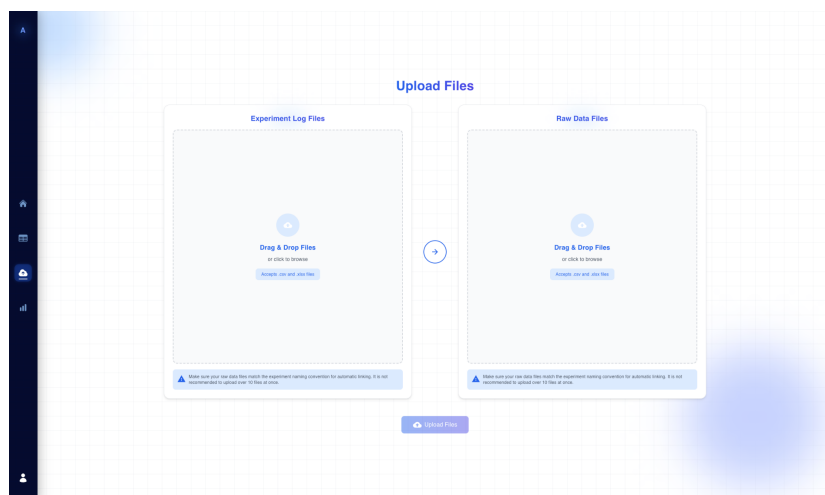 A
Upload Files
Experiment Log Files
Drag & Drop Files
or click to browse
Accepts .csv and .xlsx files
Make sure your raw data files match the experiment naming convention for automatic linking. It is not
recommended to upload over 10 files at once.
Raw Data Files
Drag & Drop Files
or click to browse
Accepts .csv and .xlsx files
Make sure your raw data files match the experiment naming convention for automatic linking. It is not
recommended to upload over 10 files at once.
Upload Files